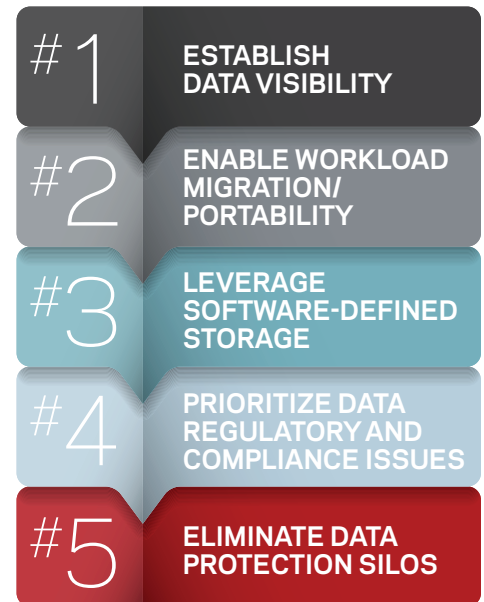 #1
ESTABLISH
DATA VISIBILITY
#2
ENABLE WORKLOAD
MIGRATION/
PORTABILITY
#3
LEVERAGE
SOFTWARE-DEFINED
STORAGE
#4
PRIORITIZE DATA
REGULATORY AND
COMPLIANCE ISSUES
#5
ELIMINATE DATA
PROTECTION SILOS